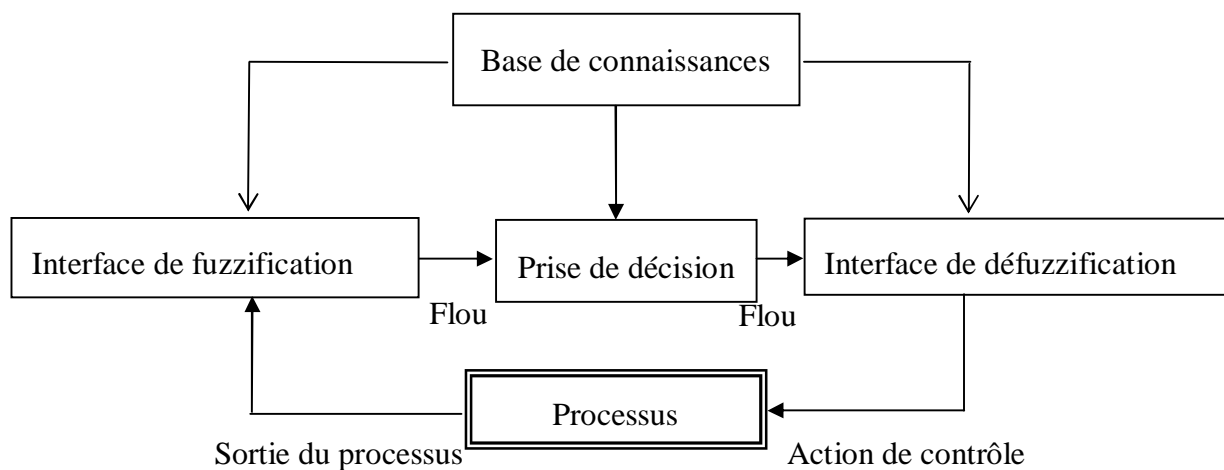 Base de connaissances
Interface de fuzzification
Prise de décision
Interface de défuzzification
Flou
Flou
Processus
Sortie du processus
Action de contrôle